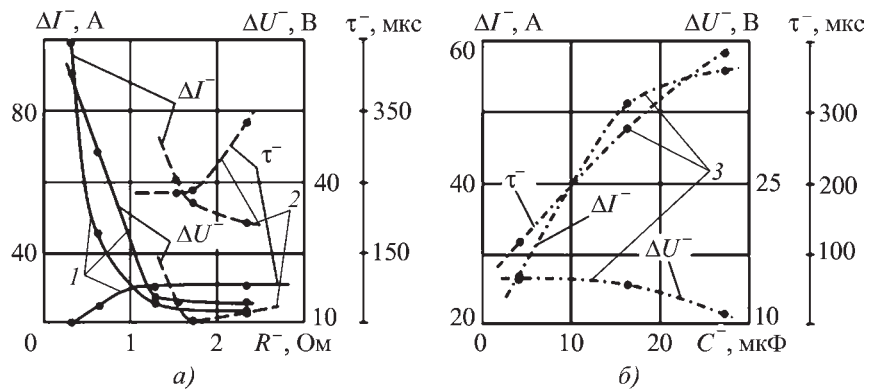 ΔI⁻, А ΔU⁻, В τ⁻, мкс
80 350
ΔI⁻
τ⁻
40
2
ΔU⁻
40 150
1
0 1 2 10
R⁻, Ом
а)
ΔI⁻, А ΔU⁻, В τ⁻, мкс
60
300
3
40 τ⁻ 25 200
ΔI⁻
ΔU⁻ 100
20 10
0 10 20 C⁻, мкФ
б)